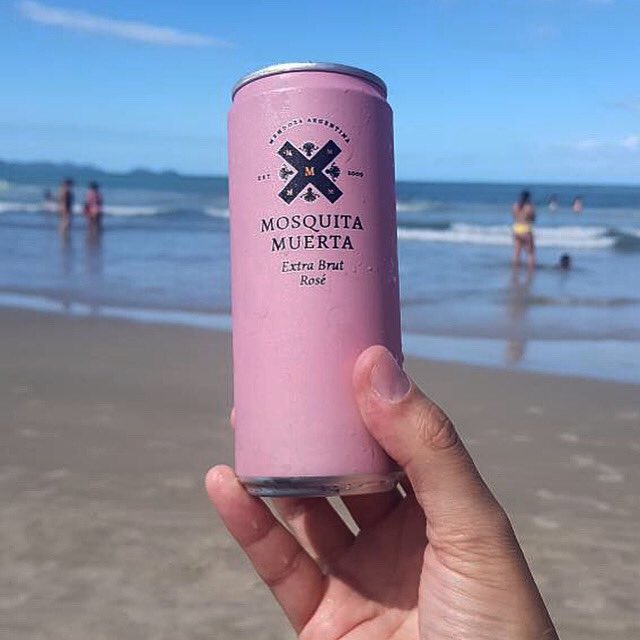 MENDOZA ARGENTINA
M M
M
M M
EST. 2009
MOSQUITA
MUERTA
Extra Brut
Rosé